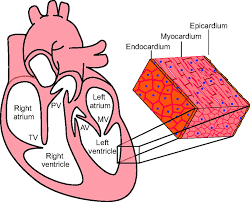 Epicardium
Myocardium
Endocardium
Left
atrium
Right
atrium
PV
MV
AV
TV
Left
ventricle
Right
ventricle